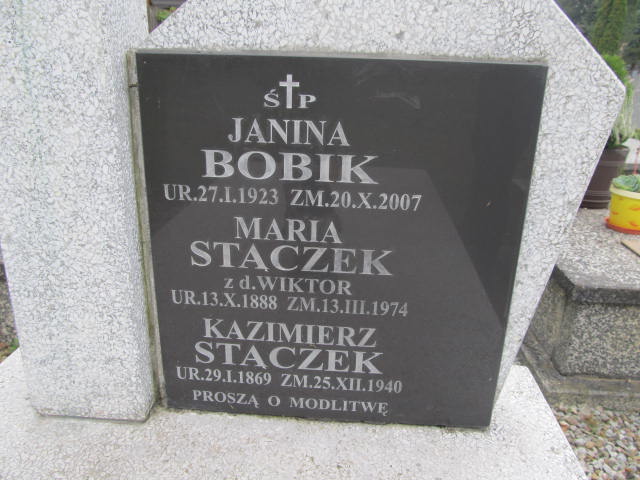 Ś✝P
JANINA
BOBIK
UR.27.I.1923 ZM.20.X.2007
MARIA
STĄCZEK
z d.WIKTOR
UR.13.X.1888 ZM.13.III.1974
KAZIMIERZ
STĄCZEK
UR.29.I.1869 ZM.25.XII.1940
PROSZĄ O MODLITWĘ